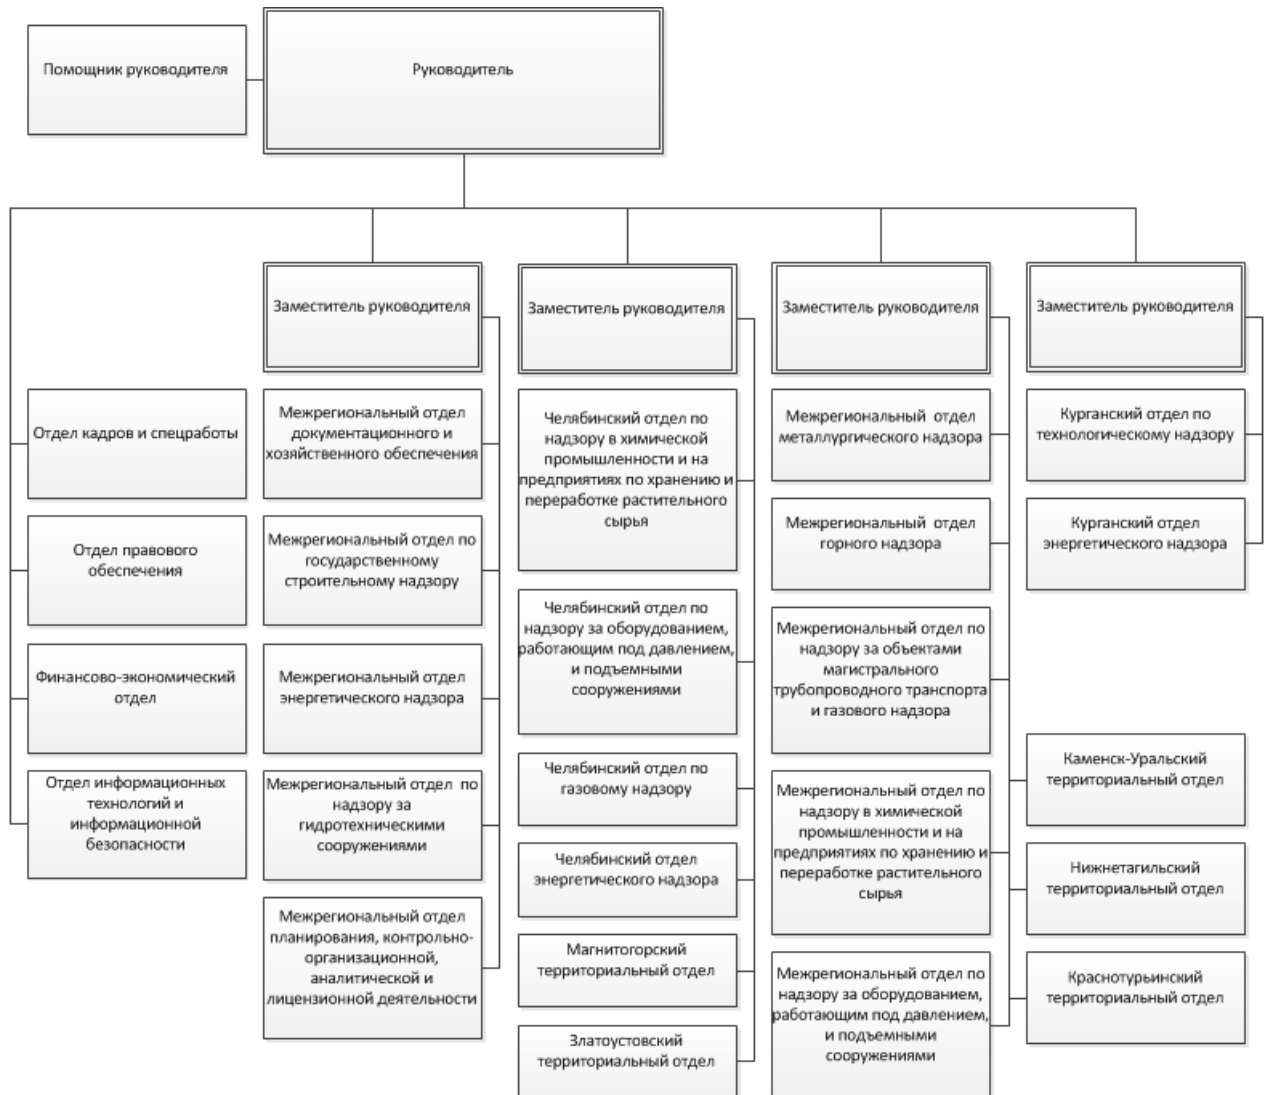 Помощник руководителя
Руководитель
Заместитель руководителя
Заместитель руководителя
Заместитель руководителя
Заместитель руководителя
Отдел кадров и спецработы
Отдел правового
обеспечения
Финансово-экономический
отдел
Отдел информационных
технологий и
информационной
безопасности
Межрегиональный отдел
документационного и
хозяйственного обеспечения
Межрегиональный отдел по
государственному
строительному надзору
Межрегиональный отдел
энергетического надзора
Межрегиональный отдел по
надзору за
гидротехническими
сооружениями
Межрегиональный отдел
планирования, контрольно-
организационной,
аналитической и
лицензионной деятельности
Челябинский отдел по
надзору в химической
промышленности и на
предприятиях по хранению и
переработке растительного
сырья
Челябинский отдел по
надзору за оборудованием,
работающим под давлением,
и подъемными
сооружениями
Челябинский отдел по
газовому надзору
Челябинский отдел
энергетического надзора
Магнитогорский
территориальный отдел
Златоустовский
территориальный отдел
Межрегиональный отдел
металлургического надзора
Межрегиональный отдел
горного надзора
Межрегиональный отдел по
надзору за объектами
магистрального
трубопроводного транспорта
и газового надзора
Межрегиональный отдел по
надзору в химической
промышленности и на
предприятиях по хранению и
переработке растительного
сырья
Межрегиональный отдел по
надзору за оборудованием,
работающим под давлением,
и подъемными
сооружениями
Курганский отдел по
технологическому надзору
Курганский отдел
энергетического надзора
Каменск-Уральский
территориальный отдел
Нижнетагильский
территориальный отдел
Краснотурьинский
территориальный отдел